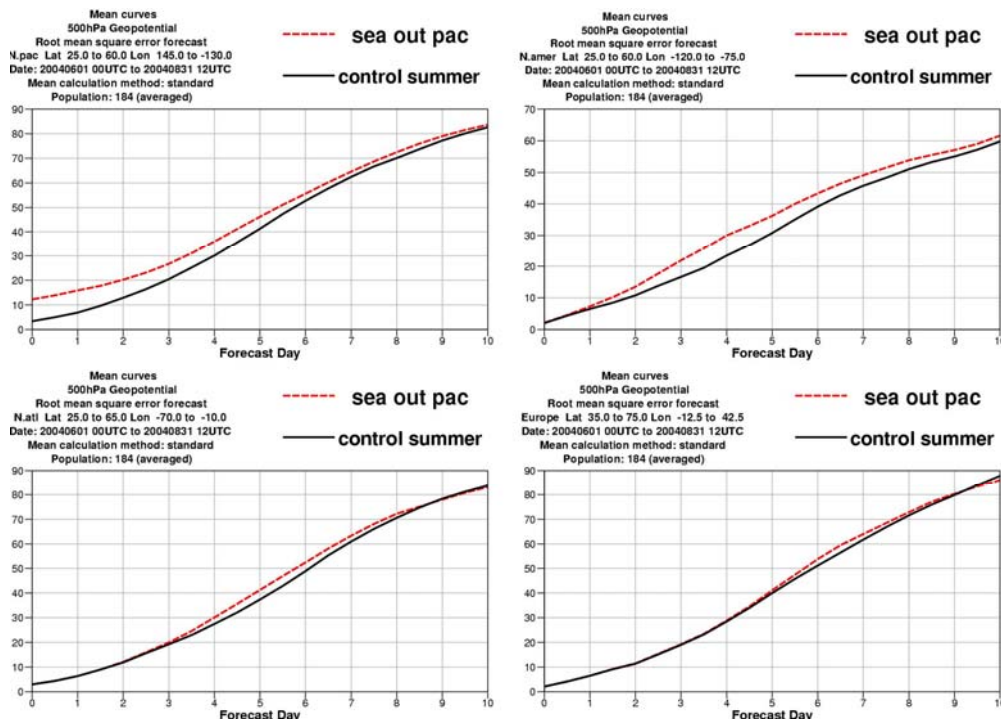 Mean curves
500hPa Geopotential
Root mean square error forecast
N.pac Lat 25.0 to 60.0 Lon 145.0 to -130.0
Date: 20040601 00UTC to 20040831 12UTC
Mean calculation method: standard
Population: 184 (averaged)
sea out pac
control summer
90
80
70
60
50
40
30
20
10
0
0 1 2 3 4 5 6 7 8 9 10
Forecast Day
Mean curves
500hPa Geopotential
Root mean square error forecast
N.amer Lat 25.0 to 60.0 Lon -120.0 to -75.0
Date: 20040601 00UTC to 20040831 12UTC
Mean calculation method: standard
Population: 184 (averaged)
sea out pac
control summer
70
60
50
40
30
20
10
0
0 1 2 3 4 5 6 7 8 9 10
Forecast Day
Mean curves
500hPa Geopotential
Root mean square error forecast
N.atl Lat 25.0 to 65.0 Lon -70.0 to -10.0
Date: 20040601 00UTC to 20040831 12UTC
Mean calculation method: standard
Population: 184 (averaged)
sea out pac
control summer
90
80
70
60
50
40
30
20
10
0
0 1 2 3 4 5 6 7 8 9 10
Forecast Day
Mean curves
500hPa Geopotential
Root mean square error forecast
Europe Lat 35.0 to 75.0 Lon -12.5 to 42.5
Date: 20040601 00UTC to 20040831 12UTC
Mean calculation method: standard
Population: 184 (averaged)
sea out pac
control summer
90
80
70
60
50
40
30
20
10
0
0 1 2 3 4 5 6 7 8 9 10
Forecast Day